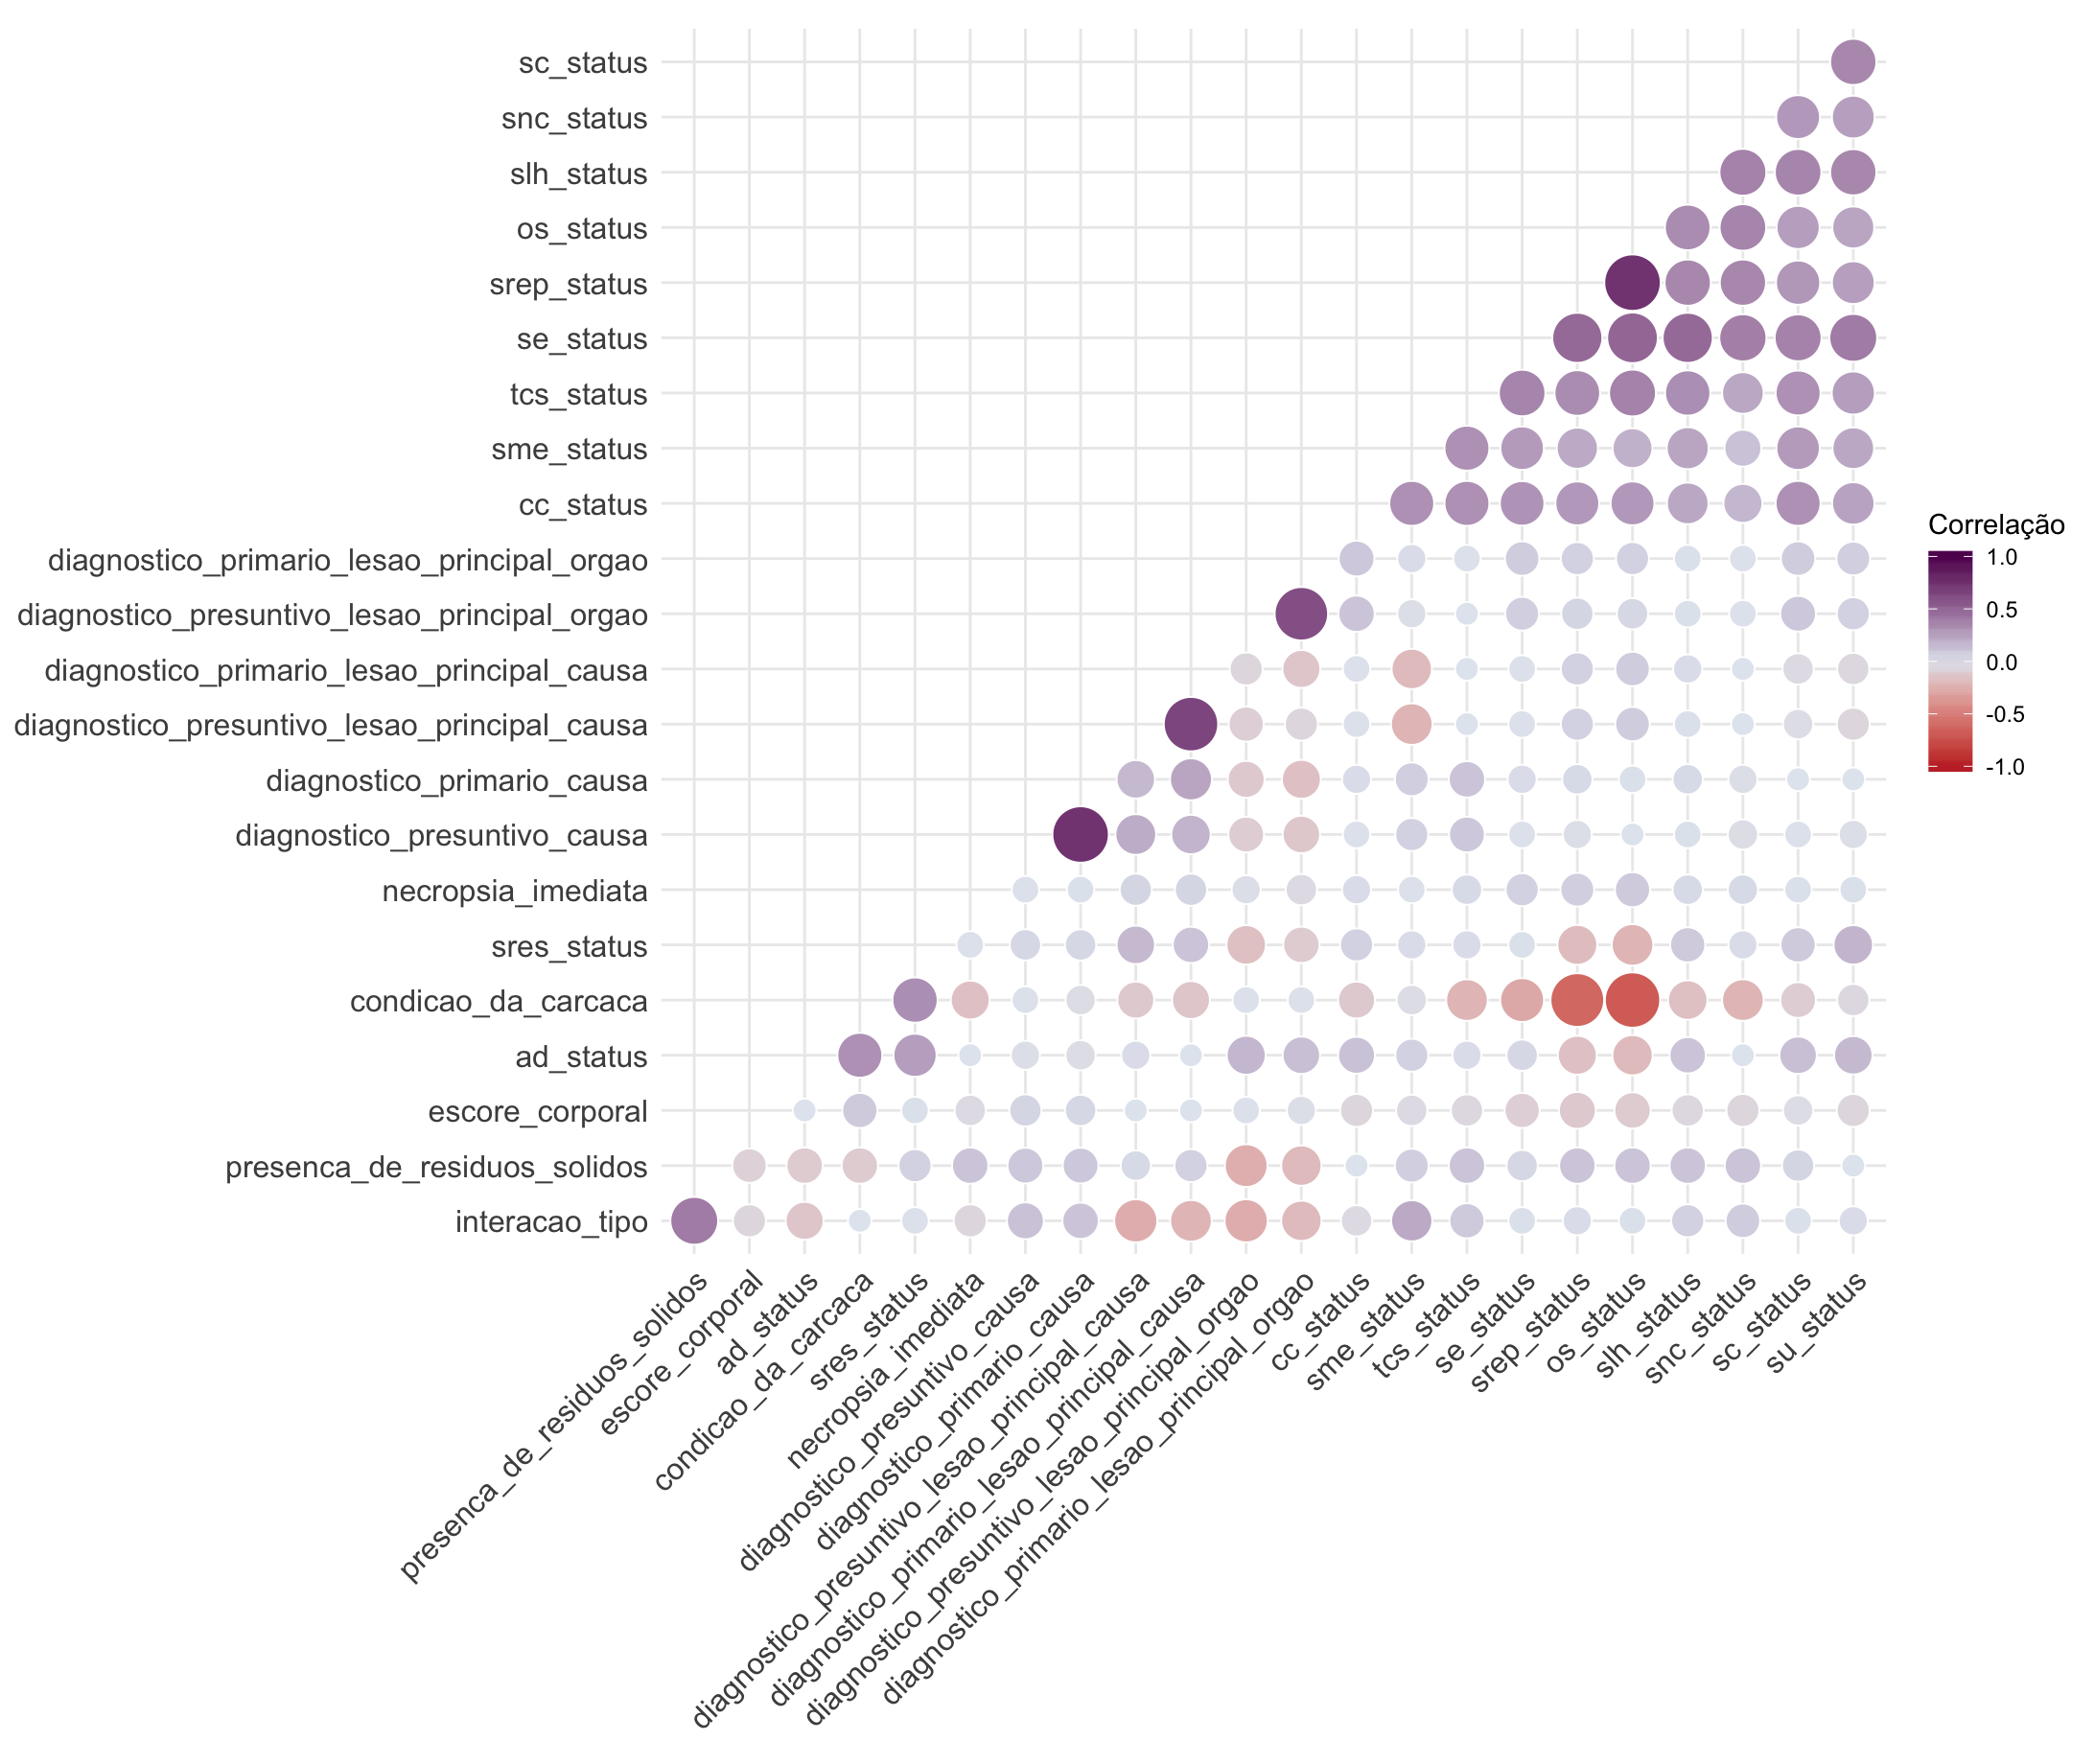 sc_status
snc_status
slh_status
os_status
srep_status
se_status
tcs_status
sme_status
cc_status
diagnostico_primario_lesao_principal_orgao
diagnostico_presuntivo_lesao_principal_orgao
diagnostico_primario_lesao_principal_causa
diagnostico_presuntivo_lesao_principal_causa
diagnostico_primario_causa
diagnostico_presuntivo_causa
necropsia_imediata
sres_status
condicao_da_carcaca
ad_status
escore_corporal
presenca_de_residuos_solidos
interacao_tipo
presenca_de_residuos_solidos
escore_corporal
ad_status
condicao_da_carcaca
sres_status
necropsia_imediata
diagnostico_presuntivo_causa
diagnostico_primario_causa
diagnostico_presuntivo_lesao_principal_causa
diagnostico_primario_lesao_principal_causa
diagnostico_presuntivo_lesao_principal_orgao
diagnostico_primario_lesao_principal_orgao
cc_status
sme_status
tcs_status
se_status
srep_status
os_status
slh_status
snc_status
sc_status
su_status
Correlação
1.0
0.5
0.0
-0.5
-1.0